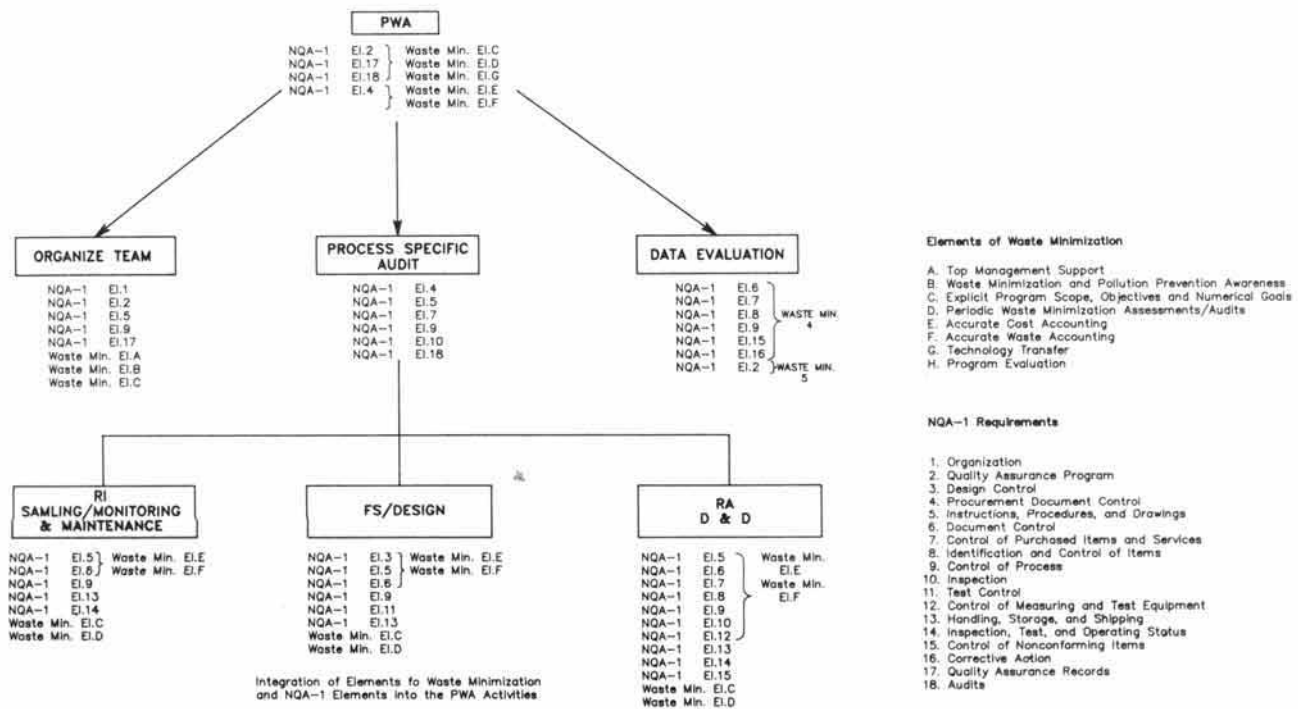 PWA
NQA-1 El.2 Waste Min. El.C
NQA-1 El.17 Waste Min. El.D
NQA-1 El.18 Waste Min. El.G
NQA-1 El.4 Waste Min. El.E
Waste Min. El.F
ORGANIZE TEAM
NQA-1 El.1
NQA-1 El.2
NQA-1 El.5
NQA-1 El.9
NQA-1 El.17
Waste Min. El.A
Waste Min. El.B
Waste Min. El.C
PROCESS SPECIFIC
AUDIT
NQA-1 El.4
NQA-1 El.5
NQA-1 El.7
NQA-1 El.9
NQA-1 El.10
NQA-1 El.18
DATA EVALUATION
NQA-1 El.6
NQA-1 El.7
NQA-1 El.8
NQA-1 El.9
NQA-1 El.15
NQA-1 El.16
WASTE MIN.
4
NQA-1 El.2 WASTE MIN.
5
RI
SAMLING/MONITORING
& MAINTENANCE
NQA-1 El.5 Waste Min. El.E
NQA-1 El.6 Waste Min. El.F
NQA-1 El.9
NQA-1 El.13
NQA-1 El.14
Waste Min. El.C
Waste Min. El.D
FS/DESIGN
NQA-1 El.3 Waste Min. El.E
NQA-1 El.5 Waste Min. El.F
NQA-1 El.6
NQA-1 El.9
NQA-1 El.11
NQA-1 El.13
Waste Min. El.C
Waste Min. El.D
RA
D & D
NQA-1 El.5
NQA-1 El.6
NQA-1 El.7
NQA-1 El.8
NQA-1 El.9
NQA-1 El.10
NQA-1 El.12
NQA-1 El.13
NQA-1 El.14
NQA-1 El.15
Waste Min. El.C
Waste Min. El.D
Waste Min.
El.E
Waste Min.
El.F
Integration of Elements fo Waste Minimization
and NQA-1 Elements into the PWA Activities
Elements of Waste Minimization
A. Top Management Support
B. Waste Minimization and Pollution Prevention Awareness
C. Explicit Program Scope, Objectives and Numerical Goals
D. Periodic Waste Minimization Assessments/Audits
E. Accurate Cost Accounting
F. Accurate Waste Accounting
G. Technology Transfer
H. Program Evaluation
NQA-1 Requirements
1. Organization
2. Quality Assurance Program
3. Design Control
4. Procurement Document Control
5. Instructions, Procedures, and Drawings
6. Document Control
7. Control of Purchased Items and Services
8. Identification and Control of Items
9. Control of Process
10. Inspection
11. Test Control
12. Control of Measuring and Test Equipment
13. Handling, Storage, and Shipping
14. Inspection, Test, and Operating Status
15. Control of Nonconforming Items
16. Corrective Action
17. Quality Assurance Records
18. Audits